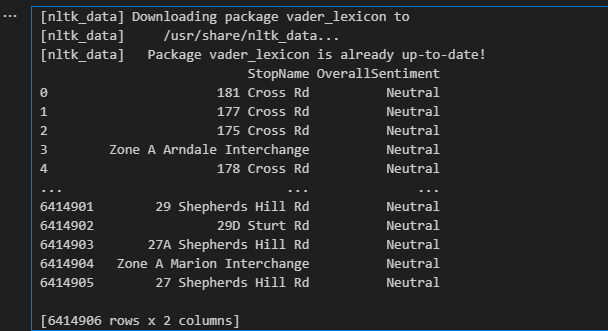 [nltk_data] Downloading package vader_lexicon to
[nltk_data]     /usr/share/nltk_data...
[nltk_data]   Package vader_lexicon is already up-to-date!
                           StopName OverallSentiment
0                      181 Cross Rd          Neutral
1                      177 Cross Rd          Neutral
2                      175 Cross Rd          Neutral
3        Zone A Arndale Interchange          Neutral
4                      178 Cross Rd          Neutral
...                             ...              ...
6414901        29 Shepherds Hill Rd          Neutral
6414902                29D Sturt Rd          Neutral
6414903       27A Shepherds Hill Rd          Neutral
6414904   Zone A Marion Interchange          Neutral
6414905        27 Shepherds Hill Rd          Neutral
[6414906 rows x 2 columns]